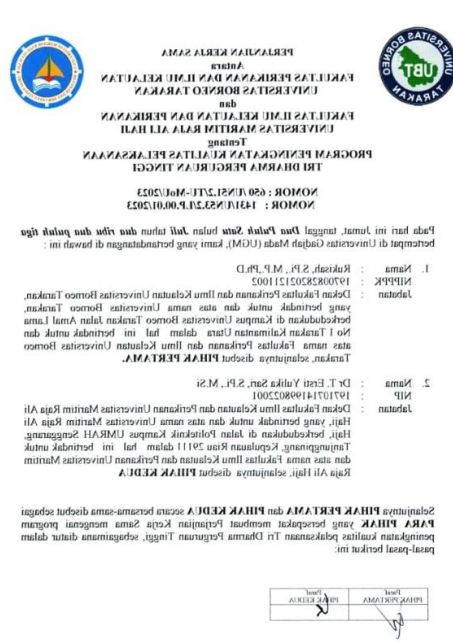 UNIVERSITAS BORNEO
UBT
TARAKAN
PERJANJIAN KERJA SAMA
Antara
FAKULTAS PERIKANAN DAN ILMU KELAUTAN
UNIVERSITAS BORNEO TARAKAN
dan
FAKULTAS ILMU KELAUTAN DAN PERIKANAN
UNIVERSITAS MARITIM RAJA ALI HAJI
Tentang
PROGRAM PENINGKATAN KUALITAS PELAKSANAAN
TRI DHARMA PERGURUAN TINGGI
NOMOR : 650 /UN51.2/TU-MoU/2023
NOMOR : 1431/UN53.2/LP.00.01/2023
Pada hari ini Jumat, tanggal Dua Puluh Satu bulan Juli tahun dua ribu dua puluh tiga
bertempat di Universitas Gadjah Mada (UGM), kami yang bertandatangan di bawah ini :
1. Nama : Rukisah, S.Pi., M.P.,Ph.D
NIPPPK : 197008282021211002
Jabatan : Dekan Fakultas Perikanan dan Ilmu Kelautan Universitas Borneo Tarakan,
yang bertindak untuk dan atas nama Universitas Borneo Tarakan,
berkedudukan di Kampus Universitas Borneo Tarakan Jalan Amal Lama
No 1 Tarakan Kalimantan Utara dalam hal ini bertindak untuk dan
atas nama Fakultas Perikanan dan Ilmu Kelautan Universitas Borneo
Tarakan, selanjutnya disebut PIHAK PERTAMA.
2. Nama : Dr T. Ersti Yulika Sari, S.Pi., M.Si
NIP : 197107141998022001
Jabatan : Dekan Fakultas Ilmu Kelautan dan Perikanan Universitas Maritim Raja Ali
Haji, yang bertindak untuk dan atas nama Universitas Maritim Raja Ali
Haji, berkedudukan di Jalan Politeknik Kampus UMRAH Senggarang,
Tanjungpinang, Kepulauan Riau 29111 dalam hal ini bertindak untuk
dan atas nama Fakultas Ilmu Kelautan dan Perikanan Universitas Maritim
Raja Ali Haji, selanjutnya disebut PIHAK KEDUA
Selanjutnya PIHAK PERTAMA dan PIHAK KEDUA secara bersama-sama disebut sebagai
PARA PIHAK yang bersepakat membuat Perjanjian Kerja Sama mengenai program
peningkatan kualitas pelaksanaan Tri Dharma Perguruan Tinggi, sebagaimana diatur dalam
pasal-pasal berikut ini:
Paraf PIHAK PERTAMA
Paraf PIHAK KEDUA